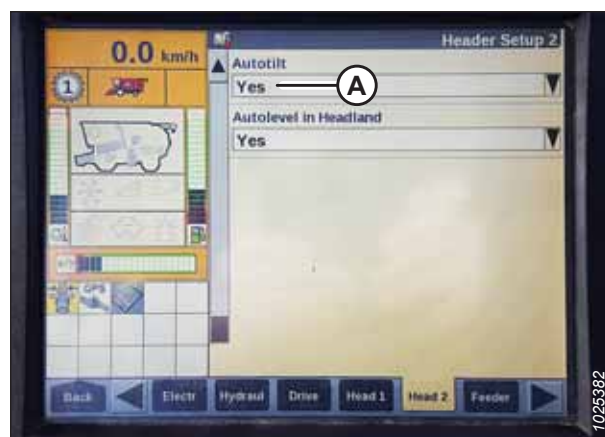 0.0 km/h
Header Setup 2
Autotilt
1
Yes
A
Autolevel in Headland
Yes
Back
Electr
Hydraul
Drive
Head 1
Head 2
Feeder
1025382